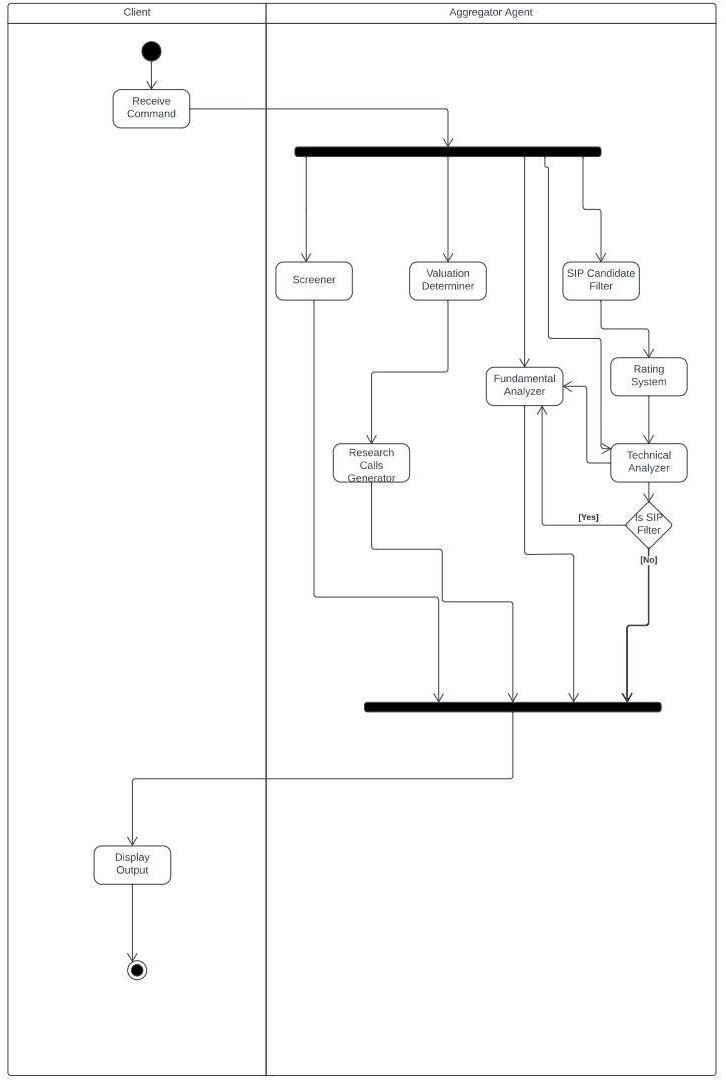 Client
Aggregator Agent
Receive
Command
Screener
Valuation
Determiner
SIP Candidate
Filter
Fundamental
Analyzer
Rating
System
Research
Calls
Generator
Technical
Analyzer
[Yes]
Is SIP
Filter
[No]
Display
Output